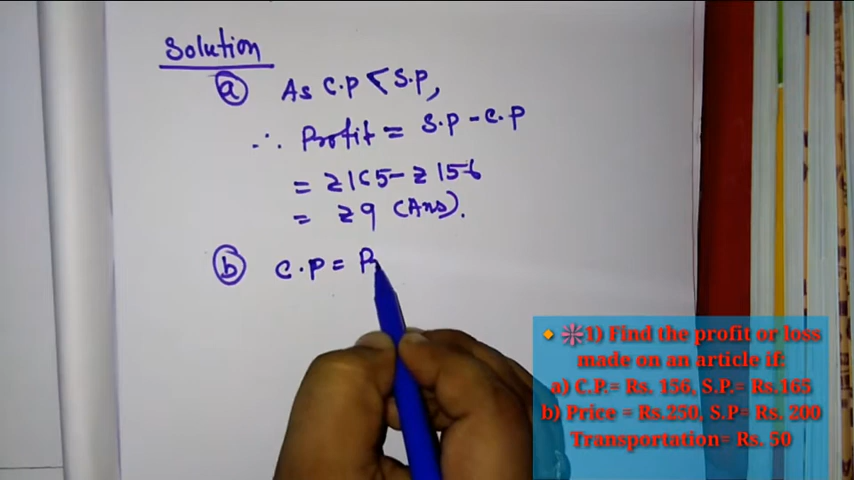 Solution
(a) As C.P < S.P,
∴ Profit = S.P - C.P
= ₹165 - ₹156
= ₹9 (Ans).
(b) C.P = Pr
🔸 1) Find the profit or loss
made on an article if:
a) C.P.= Rs. 156, S.P.= Rs.165
b) Price = Rs.250, S.P= Rs. 200
Transportation= Rs. 50